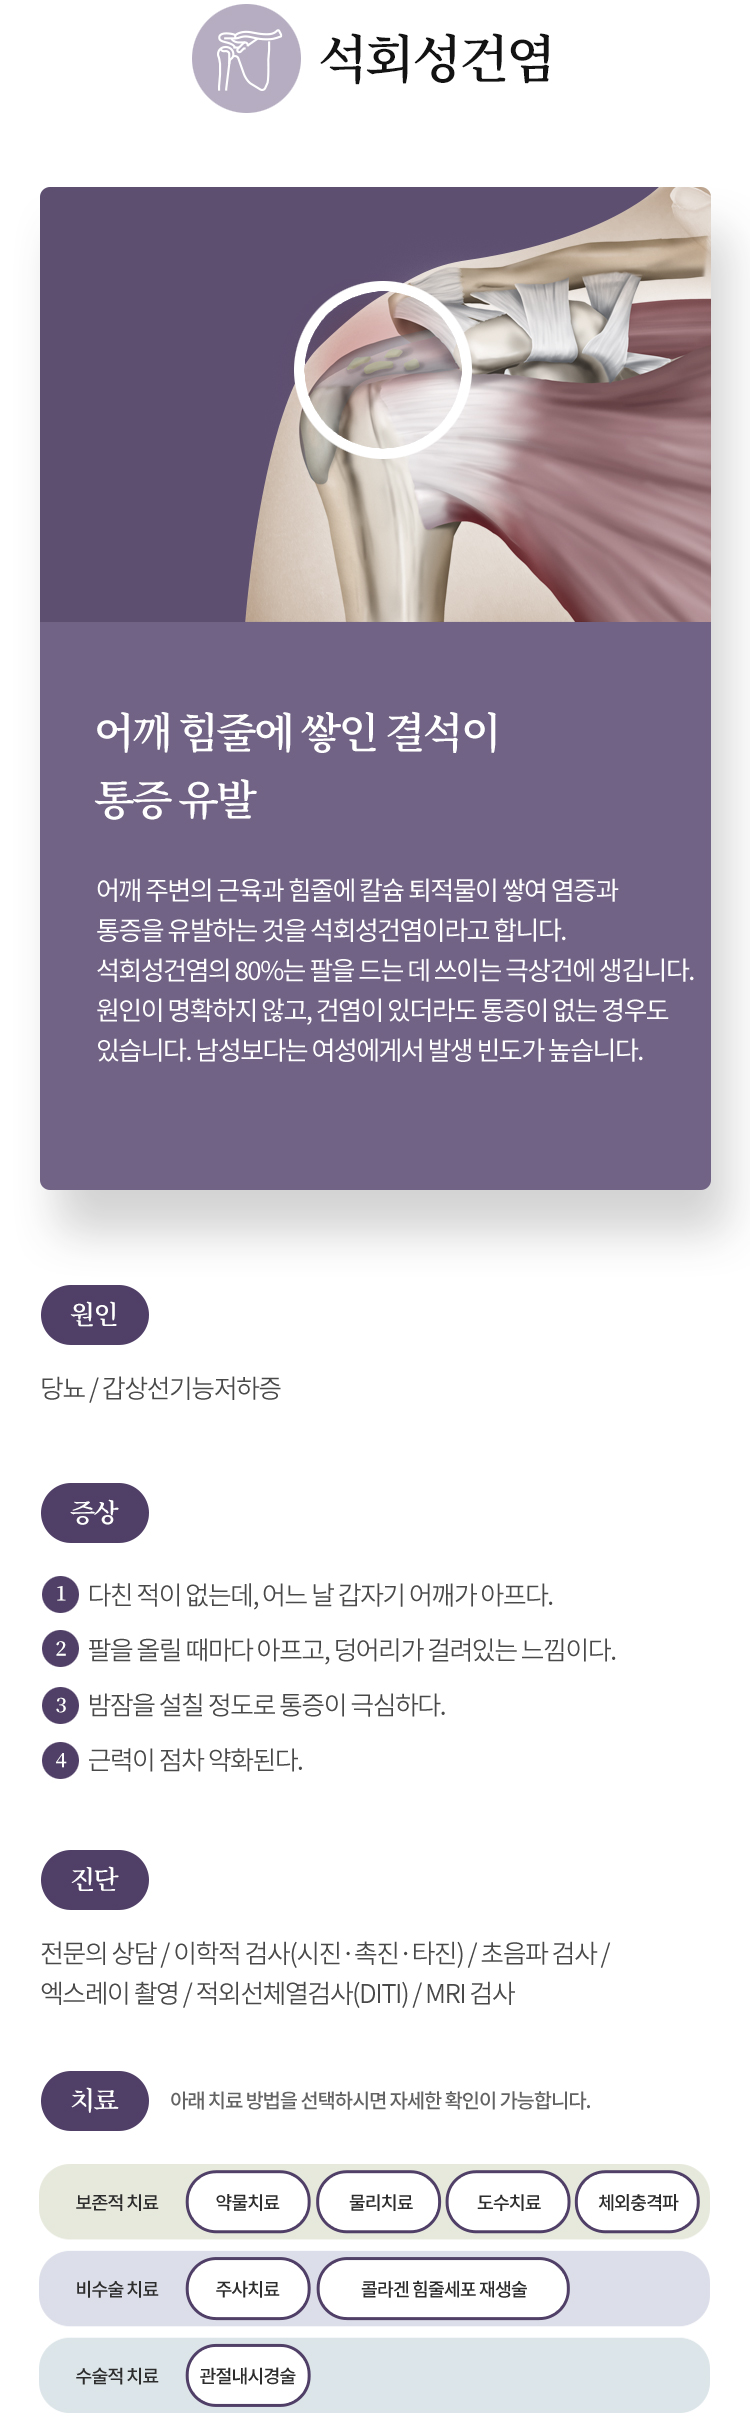 석회성건염
어깨 힘줄에 쌓인 결석이
통증 유발
어깨 주변의 근육과 힘줄에 칼슘 퇴적물이 쌓여 염증과
통증을 유발하는 것을 석회성건염이라고 합니다.
석회성건염의 80%는 팔을 드는 데 쓰이는 극상건에 생깁니다.
원인이 명확하지 않고, 건염이 있더라도 통증이 없는 경우도
있습니다. 남성보다는 여성에게서 발생 빈도가 높습니다.
원인
당뇨 / 갑상선기능저하증
증상
1 다친 적이 없는데, 어느 날 갑자기 어깨가 아프다.
2 팔을 올릴 때마다 아프고, 덩어리가 걸려있는 느낌이다.
3 밤잠을 설칠 정도로 통증이 극심하다.
4 근력이 점차 약화된다.
진단
전문의 상담 / 이학적 검사(시진·촉진·타진) / 초음파 검사 /
엑스레이 촬영 / 적외선체열검사(DITI) / MRI 검사
치료 아래 치료 방법을 선택하시면 자세한 확인이 가능합니다.
보존적 치료 약물치료 물리치료 도수치료 체외충격파
비수술 치료 주사치료 콜라겐 힘줄세포 재생술
수술적 치료 관절내시경술